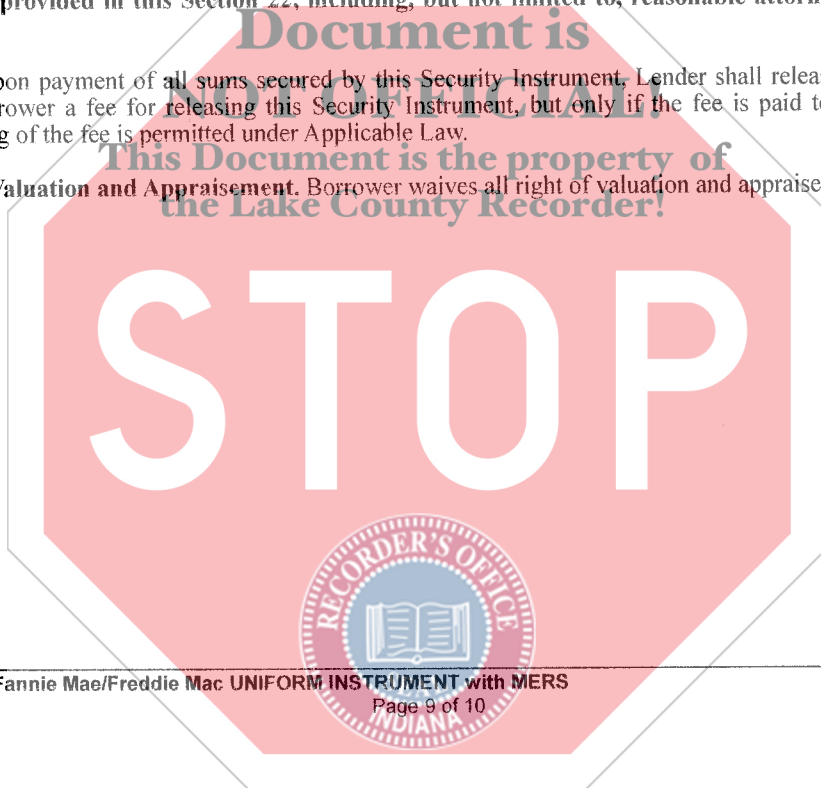 provided in this Section 22, including, but not limited to, reasonable attorn
Document is
pon payment of all sums secured by this Security Instrument, Lender shall relea
NOT OFFICIAL!
rower a fee for releasing this Security Instrument, but only if the fee is paid t
g of the fee is permitted under Applicable Law.
This Document is the property of
Valuation and Appraisement. Borrower waives all right of valuation and appraise
the Lake County Recorder!
STOP
RECORDER'S OFFICE
Fannie Mae/Freddie Mac UNIFORM INSTRUMENT with MERS
Page 9 of 10
INDIANA